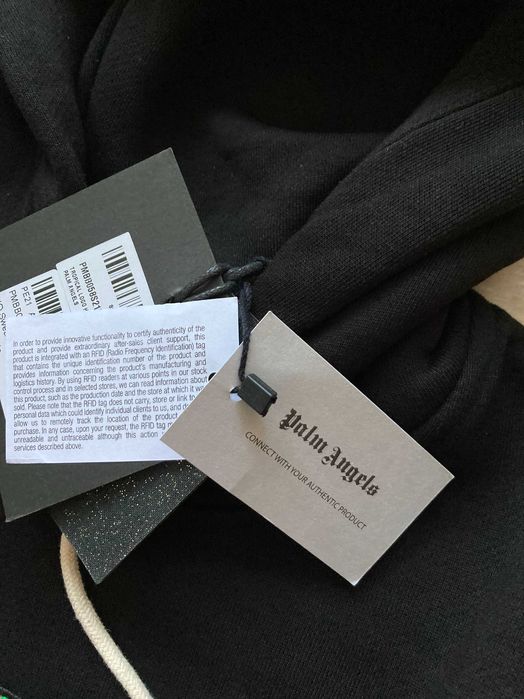 PMBB058S21
TROPICAL LOGO
PALM ANGELS
PE21
In order to provide innovative functionality to certify authenticity of the
product and provide extraordinary after-sales client support, this
product is integrated with an RFID (Radio Frequency Identification) tag
that contains the unique identification number of the product and
provides information concerning the product's manufacturing and
logistics history. By using RFID readers at various points in our stock
control process and in selected stores, we can read information about
this product, such as the production date and the store at which it was
sold. Please note that the RFID tag does not carry, store or link to
personal data which could identify individual clients to us, and
allow us to remotely track the location of the product
purchase. In any case, upon your request, the RFID tag
unreadable and untraceable although this action
services described above.
Palm Angels
CONNECT WITH YOUR AUTHENTIC PRODUCT